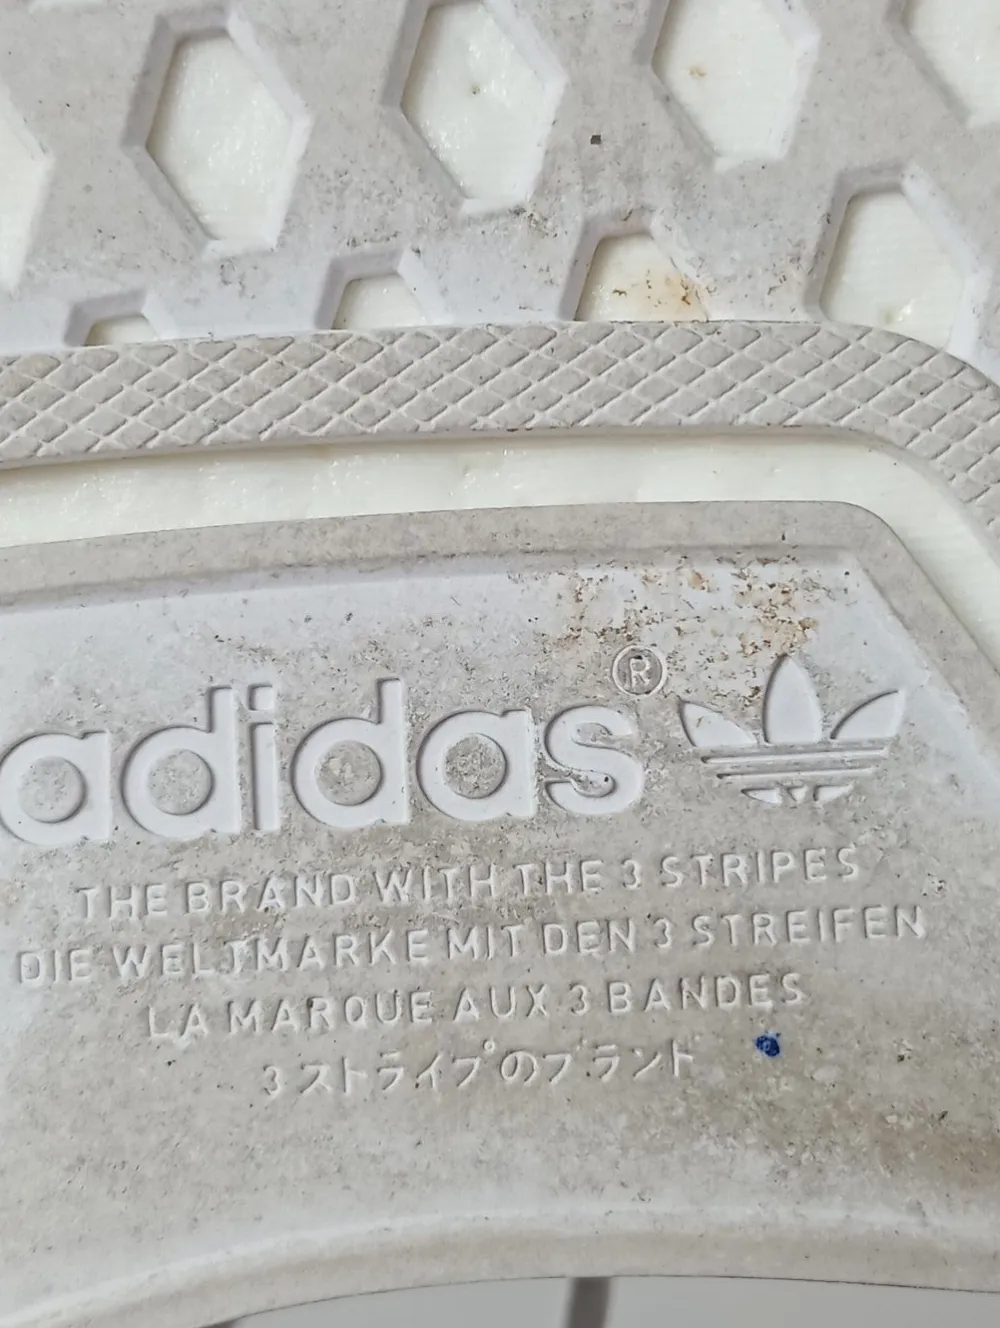 adidas®
THE BRAND WITH THE 3 STRIPES
DIE WELTMARKE MIT DEN 3 STREIFEN
LA MARQUE AUX 3 BANDES
3ストライプのブランド